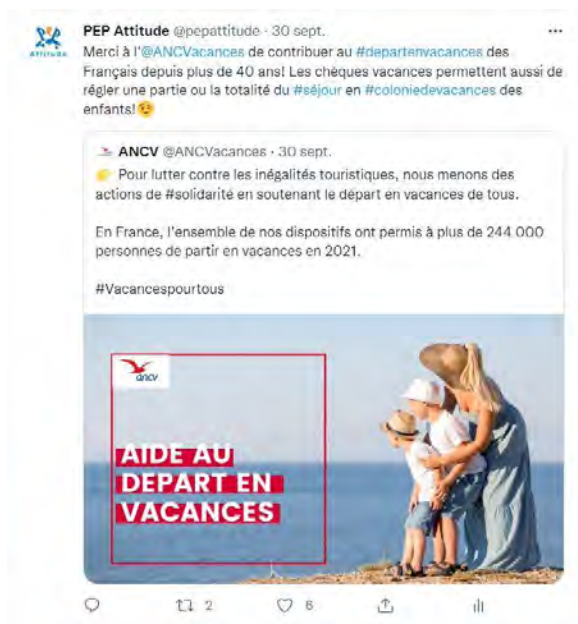 PEP Attitude @pepattitude · 30 sept.
Merci à l'@ANCVacances de contribuer au #departenvacances des
Français depuis plus de 40 ans! Les chèques vacances permettent aussi de
régler une partie ou la totalité du #séjour en #coloniedevacances des
enfants!😉
ANCV @ANCVacances · 30 sept.
👉 Pour lutter contre les inégalités touristiques, nous menons des
actions de #solidarité en soutenant le départ en vacances de tous.
En France, l'ensemble de nos dispositifs ont permis à plus de 244 000
personnes de partir en vacances en 2021.
#Vacancespourtous
ancv
AIDE AU
DEPART EN
VACANCES
2 6